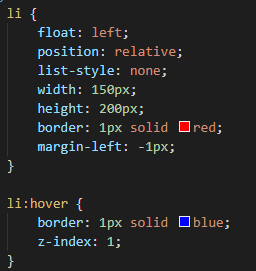 li {
    float: left;
    position: relative;
    list-style: none;
    width: 150px;
    height: 200px;
    border: 1px solid red;
    margin-left: -1px;
}

li:hover {
    border: 1px solid blue;
    z-index: 1;
}